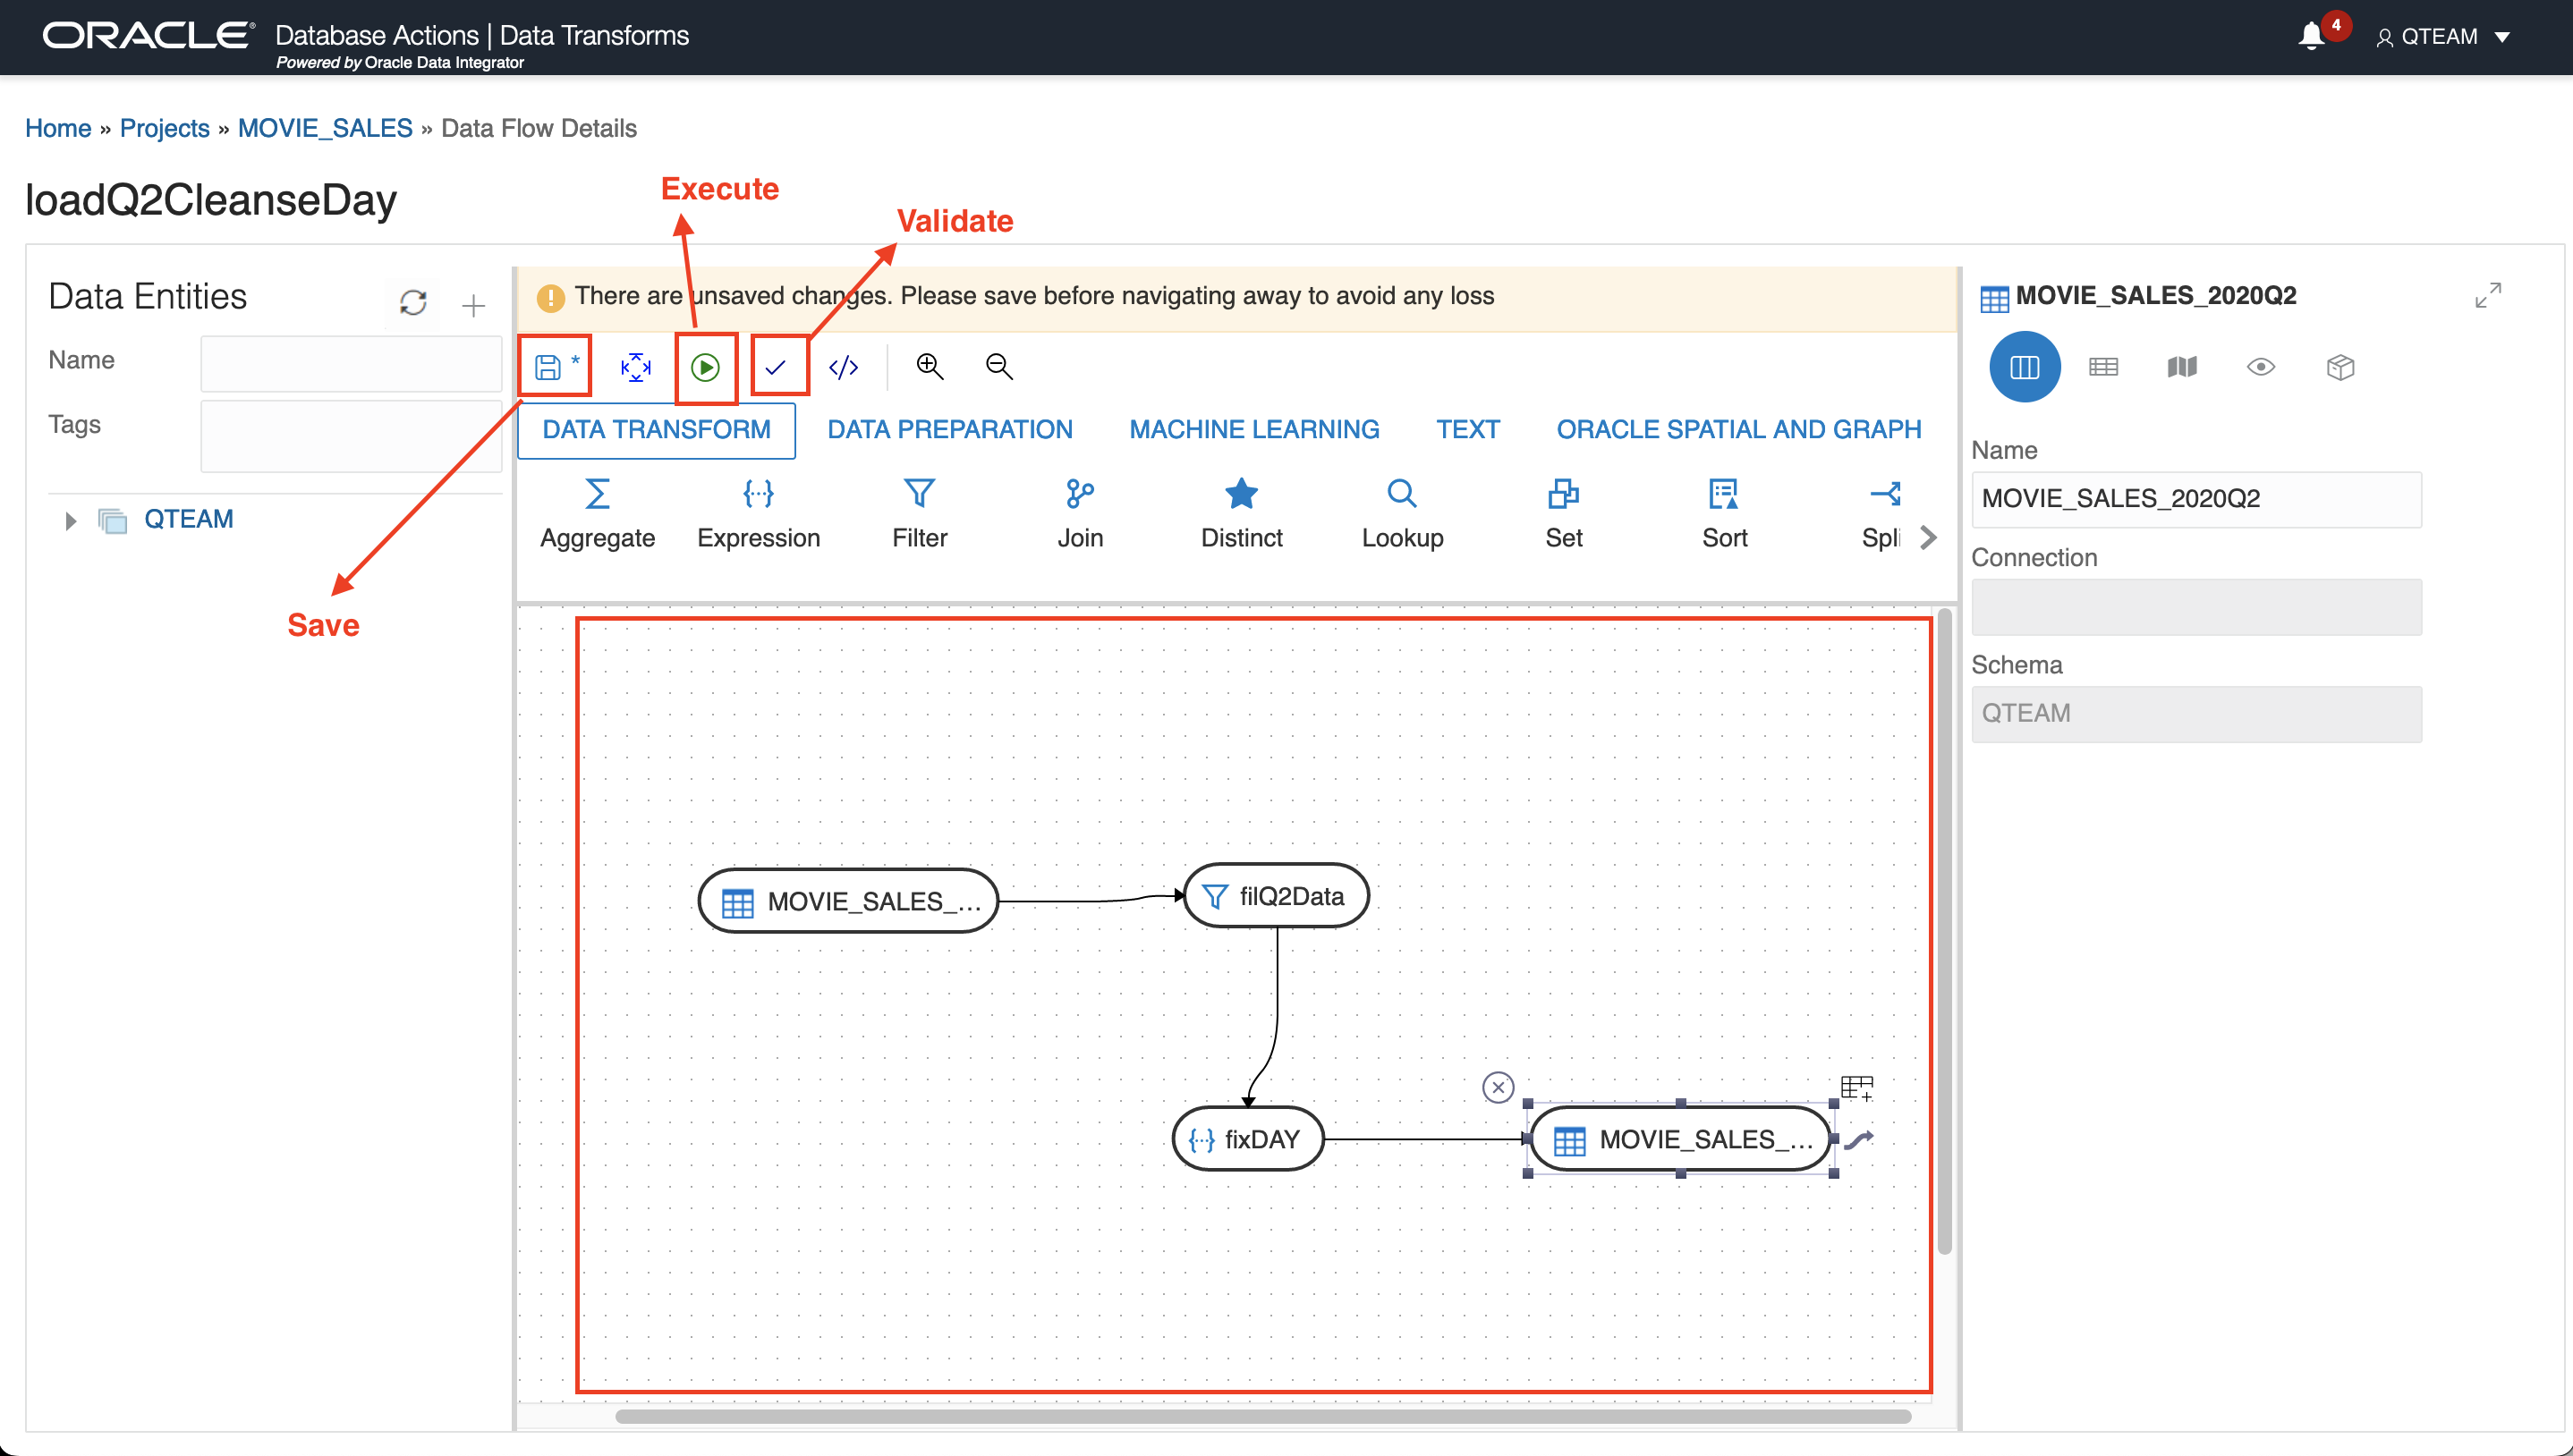 ORACLE® Database Actions | Data Transforms
Powered by Oracle Data Integrator
4
QTEAM
Home » Projects » MOVIE_SALES » Data Flow Details
loadQ2CleanseDay
Execute
Validate
Save
Data Entities
Name
Tags
QTEAM
There are unsaved changes. Please save before navigating away to avoid any loss
*
DATA TRANSFORM DATA PREPARATION MACHINE LEARNING TEXT ORACLE SPATIAL AND GRAPH
Aggregate Expression Filter Join Distinct Lookup Set Sort Spli
MOVIE_SALES_...
filQ2Data
fixDAY
MOVIE_SALES_...
MOVIE_SALES_2020Q2
Name
MOVIE_SALES_2020Q2
Connection
Schema
QTEAM